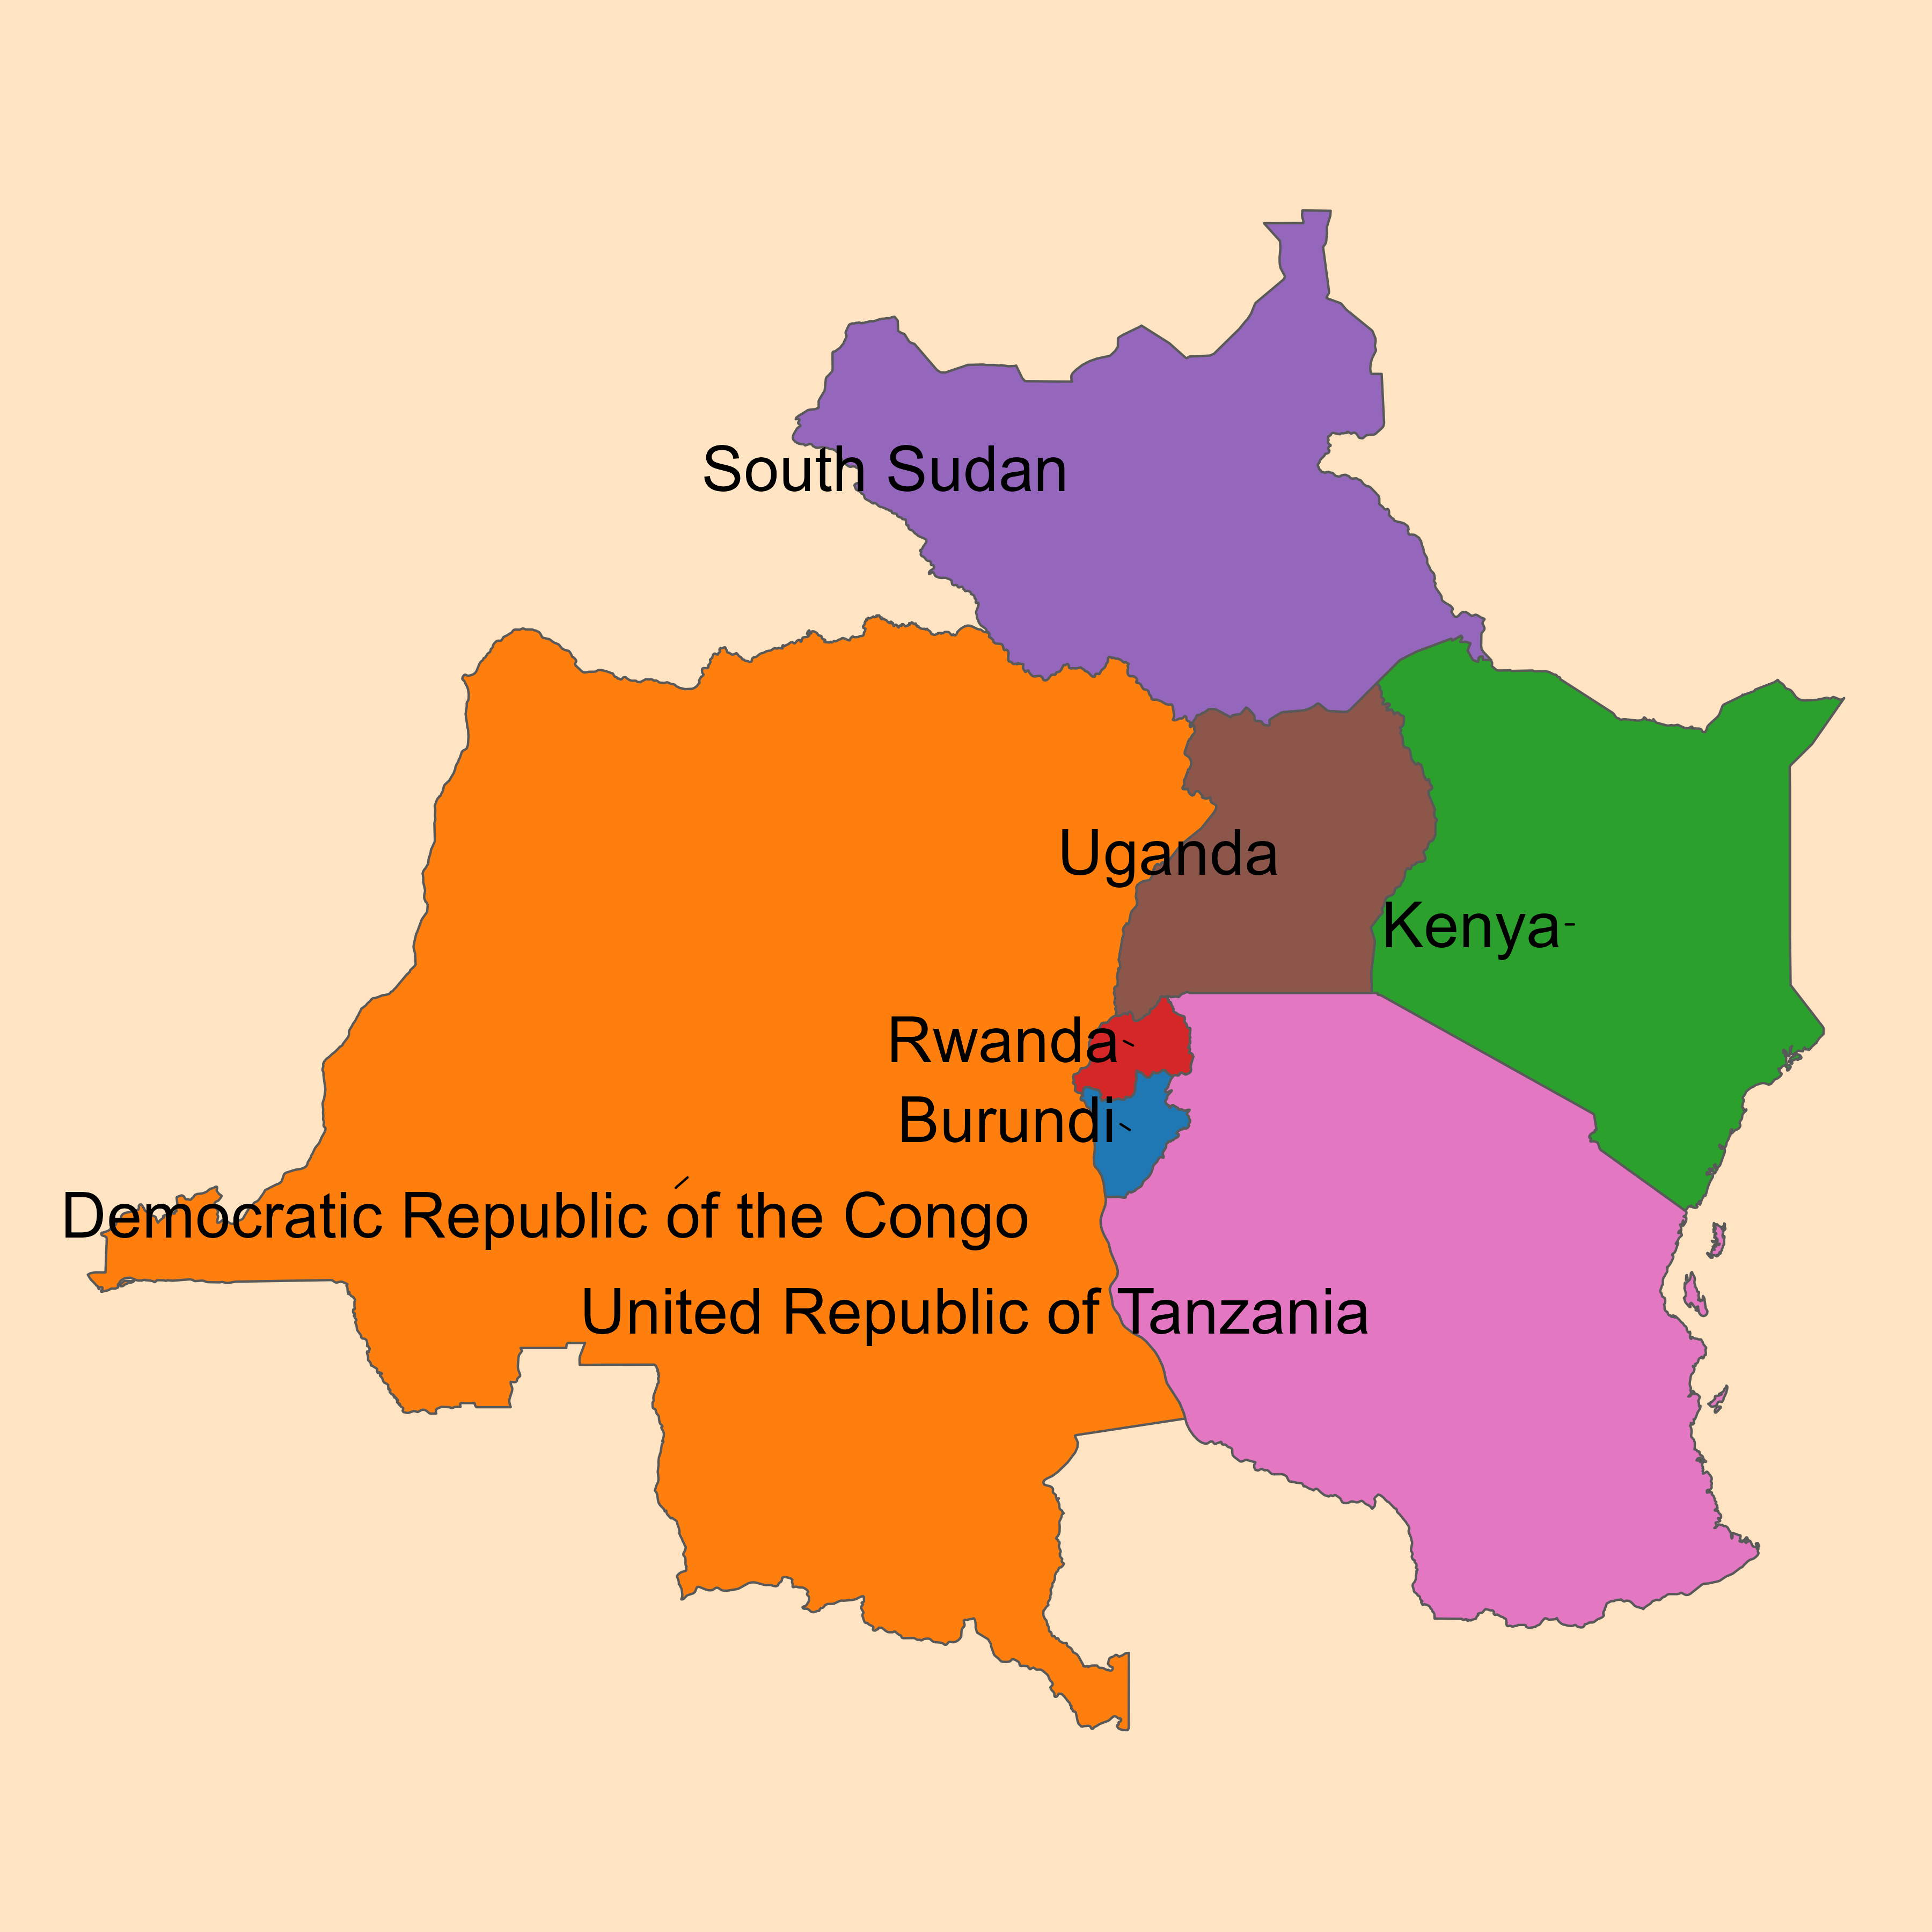 South Sudan
Uganda
Kenya
Rwanda
Burundi
Democratic Republic of the Congo
United Republic of Tanzania